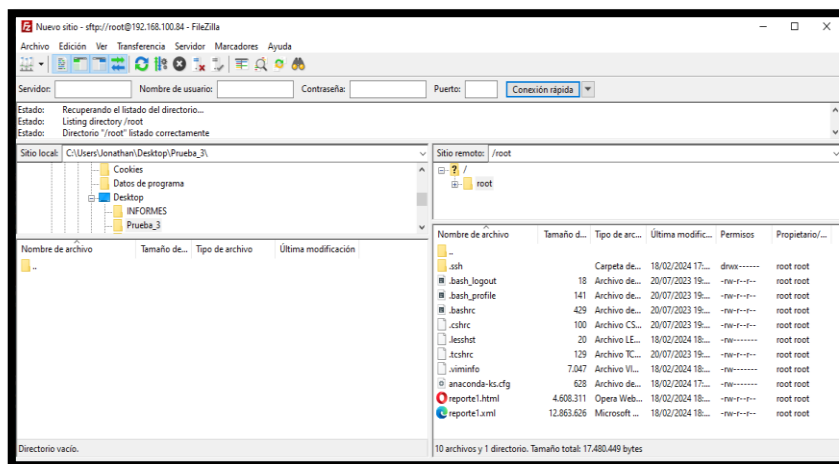 Nuevo sitio - sftp://root@192.168.100.84 - FileZilla
Archivo Edición Ver Transferencia Servidor Marcadores Ayuda
Servidor: Nombre de usuario: Contraseña: Puerto: Conexión rápida
Estado: Recuperando el listado del directorio...
Estado: Listing directory /root
Estado: Directorio "/root" listado correctamente
Sitio local: C:\Users\Jonathan\Desktop\Prueba_3\ Sitio remoto: /root
Cookies /
Datos de programa root
Desktop
INFORMES
Prueba_3
Nombre de archivo Tamaño de... Tipo de archivo Última modificación
..
Directorio vacío.
Nombre de archivo Tamaño d... Tipo de arc... Última modific... Permisos Propietario/...
..
.ssh Carpeta de... 18/02/2024 17:... drwx------ root root
.bash_logout 18 Archivo de... 20/07/2023 19:... -rw-r--r-- root root
.bash_profile 141 Archivo de... 20/07/2023 19:... -rw-r--r-- root root
.bashrc 429 Archivo de... 20/07/2023 19:... -rw-r--r-- root root
.cshrc 100 Archivo CS... 20/07/2023 19:... -rw-r--r-- root root
.lesshst 20 Archivo LE... 18/02/2024 18:... -rw------- root root
.tcshrc 129 Archivo TC... 20/07/2023 19:... -rw-r--r-- root root
.viminfo 7.047 Archivo VI... 18/02/2024 18:... -rw------- root root
anaconda-ks.cfg 628 Archivo de... 18/02/2024 17:... -rw------- root root
reporte1.html 4.608.311 Opera Web... 18/02/2024 18:... -rw-r--r-- root root
reporte1.xml 12.863.626 Microsoft ... 18/02/2024 18:... -rw-r--r-- root root
10 archivos y 1 directorio. Tamaño total: 17.480.449 bytes